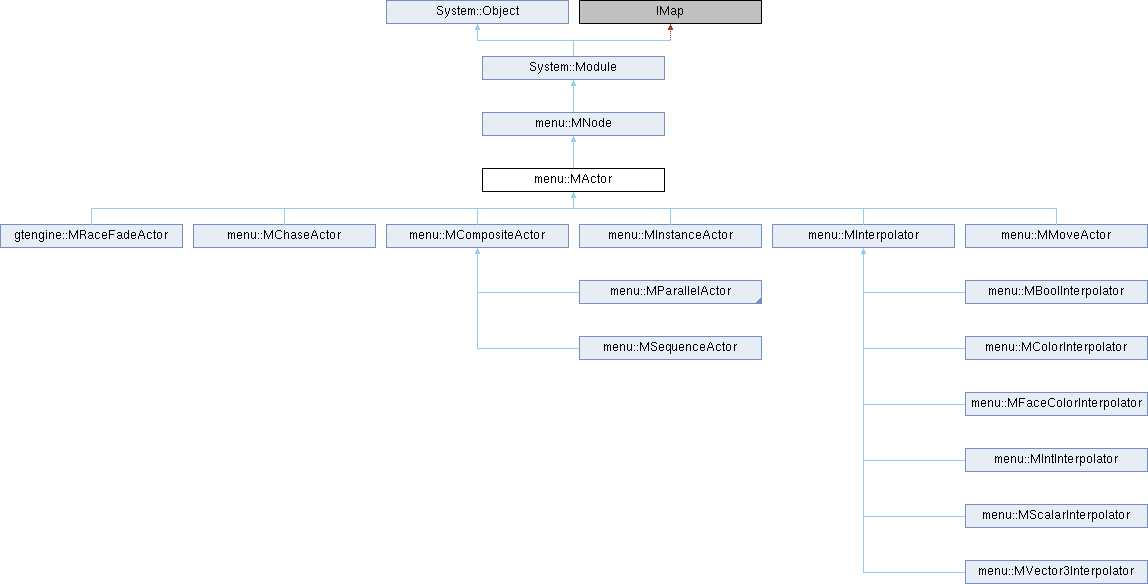 System::Object
IMap
System::Module
menu::MNode
menu::MActor
gtengine::MRaceFadeActor
menu::MChaseActor
menu::MCompositeActor
menu::MInstanceActor
menu::MInterpolator
menu::MMoveActor
menu::MParallelActor
menu::MBoolInterpolator
menu::MSequenceActor
menu::MColorInterpolator
menu::MFaceColorInterpolator
menu::MIntInterpolator
menu::MScalarInterpolator
menu::MVector3Interpolator